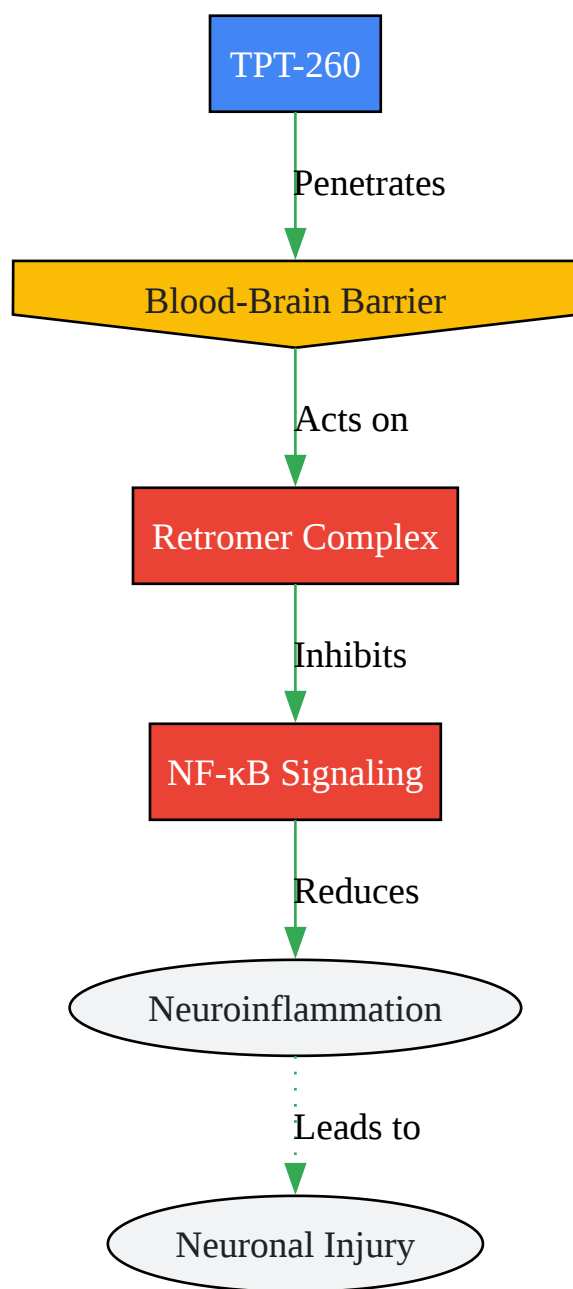 TPT-260
Penetrates
Blood-Brain Barrier
Acts on
Retromer Complex
Inhibits
NF-κB Signaling
Reduces
Neuroinflammation
Leads to
Neuronal Injury